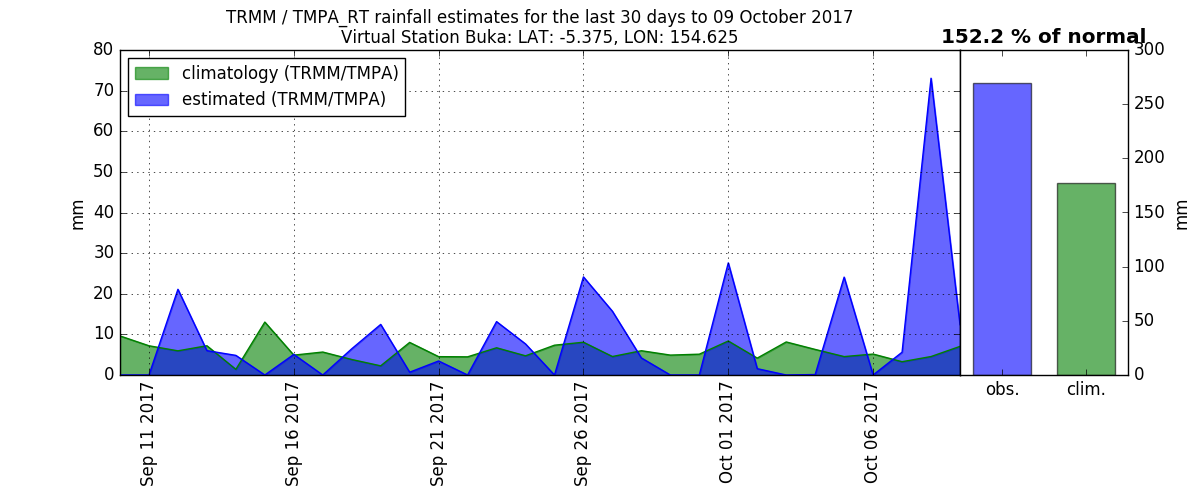 TRMM / TMPA_RT rainfall estimates for the last 30 days to 09 October 2017
Virtual Station Buka: LAT: -5.375, LON: 154.625
152.2 % of normal
climatology (TRMM/TMPA)
estimated (TRMM/TMPA)
80
70
60
50
40
30
20
10
0
mm
Sep 11 2017
Sep 16 2017
Sep 21 2017
Sep 26 2017
Oct 01 2017
Oct 06 2017
obs.
clim.
300
250
200
150
100
50
0
mm